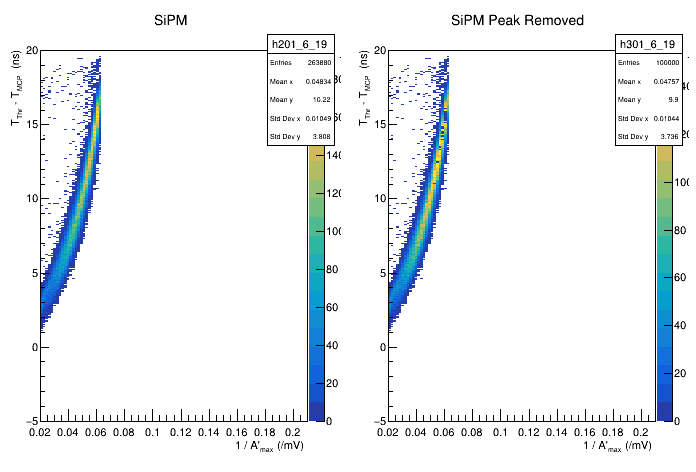 SiPM
T_Thr - T_MCP (ns)
h201_6_19
Entries 263880
Mean x 0.04834
Mean y 10.22
Std Dev x 0.01049
Std Dev y 3.808
20
15
10
5
0
−5
0.02 0.04 0.06 0.08 0.1 0.12 0.14 0.16 0.18 0.2
1 / A'_max (/mV)
140
120
100
80
60
40
20
0
SiPM Peak Removed
T_Thr - T_MCP (ns)
h301_6_19
Entries 100000
Mean x 0.04757
Mean y 9.9
Std Dev x 0.01044
Std Dev y 3.736
20
15
10
5
0
−5
0.02 0.04 0.06 0.08 0.1 0.12 0.14 0.16 0.18 0.2
1 / A'_max (/mV)
100
80
60
40
20
0